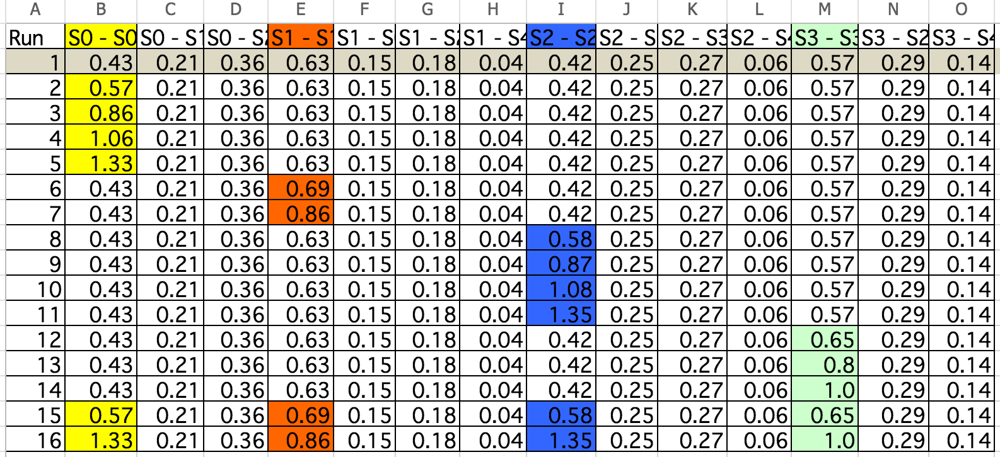 A B C D E F G H I J K L M N O
Run S0 - S0 S0 - S1 S0 - S2 S1 - S1 S1 - S S1 - S2 S1 - S4 S2 - S2 S2 - S S2 - S3 S2 - S4 S3 - S3 S3 - S2 S3 - S4
1 0.43 0.21 0.36 0.63 0.15 0.18 0.04 0.42 0.25 0.27 0.06 0.57 0.29 0.14
2 0.57 0.21 0.36 0.63 0.15 0.18 0.04 0.42 0.25 0.27 0.06 0.57 0.29 0.14
3 0.86 0.21 0.36 0.63 0.15 0.18 0.04 0.42 0.25 0.27 0.06 0.57 0.29 0.14
4 1.06 0.21 0.36 0.63 0.15 0.18 0.04 0.42 0.25 0.27 0.06 0.57 0.29 0.14
5 1.33 0.21 0.36 0.63 0.15 0.18 0.04 0.42 0.25 0.27 0.06 0.57 0.29 0.14
6 0.43 0.21 0.36 0.69 0.15 0.18 0.04 0.42 0.25 0.27 0.06 0.57 0.29 0.14
7 0.43 0.21 0.36 0.86 0.15 0.18 0.04 0.42 0.25 0.27 0.06 0.57 0.29 0.14
8 0.43 0.21 0.36 0.63 0.15 0.18 0.04 0.58 0.25 0.27 0.06 0.57 0.29 0.14
9 0.43 0.21 0.36 0.63 0.15 0.18 0.04 0.87 0.25 0.27 0.06 0.57 0.29 0.14
10 0.43 0.21 0.36 0.63 0.15 0.18 0.04 1.08 0.25 0.27 0.06 0.57 0.29 0.14
11 0.43 0.21 0.36 0.63 0.15 0.18 0.04 1.35 0.25 0.27 0.06 0.57 0.29 0.14
12 0.43 0.21 0.36 0.63 0.15 0.18 0.04 0.42 0.25 0.27 0.06 0.65 0.29 0.14
13 0.43 0.21 0.36 0.63 0.15 0.18 0.04 0.42 0.25 0.27 0.06 0.8 0.29 0.14
14 0.43 0.21 0.36 0.63 0.15 0.18 0.04 0.42 0.25 0.27 0.06 1.0 0.29 0.14
15 0.57 0.21 0.36 0.69 0.15 0.18 0.04 0.58 0.25 0.27 0.06 0.65 0.29 0.14
16 1.33 0.21 0.36 0.86 0.15 0.18 0.04 1.35 0.25 0.27 0.06 1.0 0.29 0.14